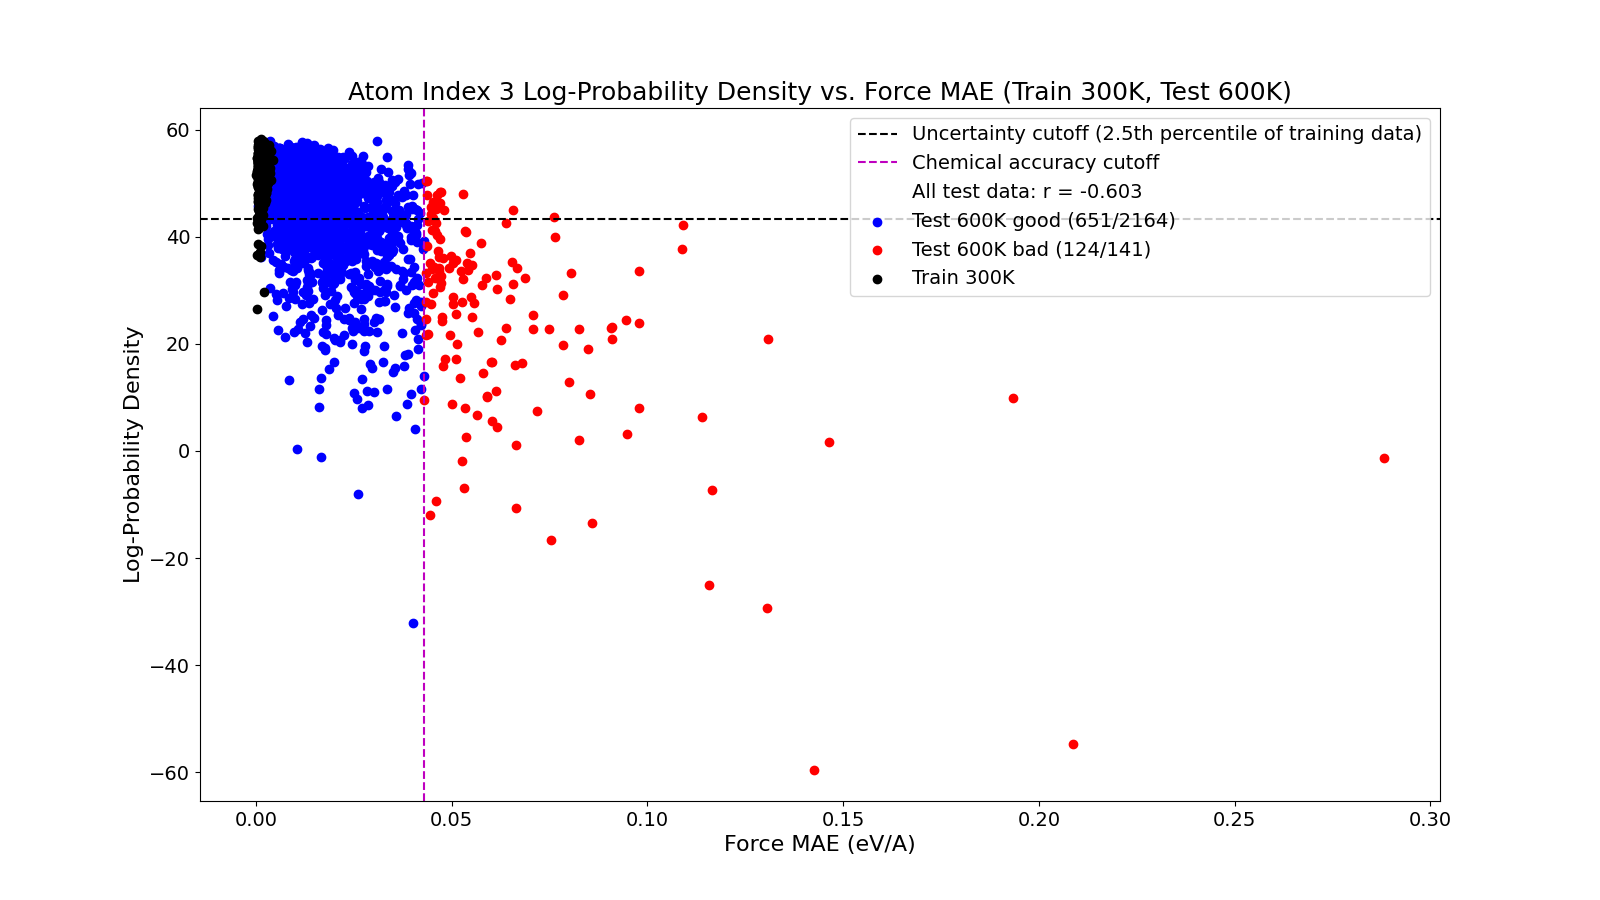 Atom Index 3 Log-Probability Density vs. Force MAE (Train 300K, Test 600K)
Uncertainty cutoff (2.5th percentile of training data)
Chemical accuracy cutoff
All test data: r = -0.603
Test 600K good (651/2164)
Test 600K bad (124/141)
Train 300K
Log-Probability Density
60
40
20
0
−20
−40
−60
0.00
0.05
0.10
0.15
0.20
0.25
0.30
Force MAE (eV/A)